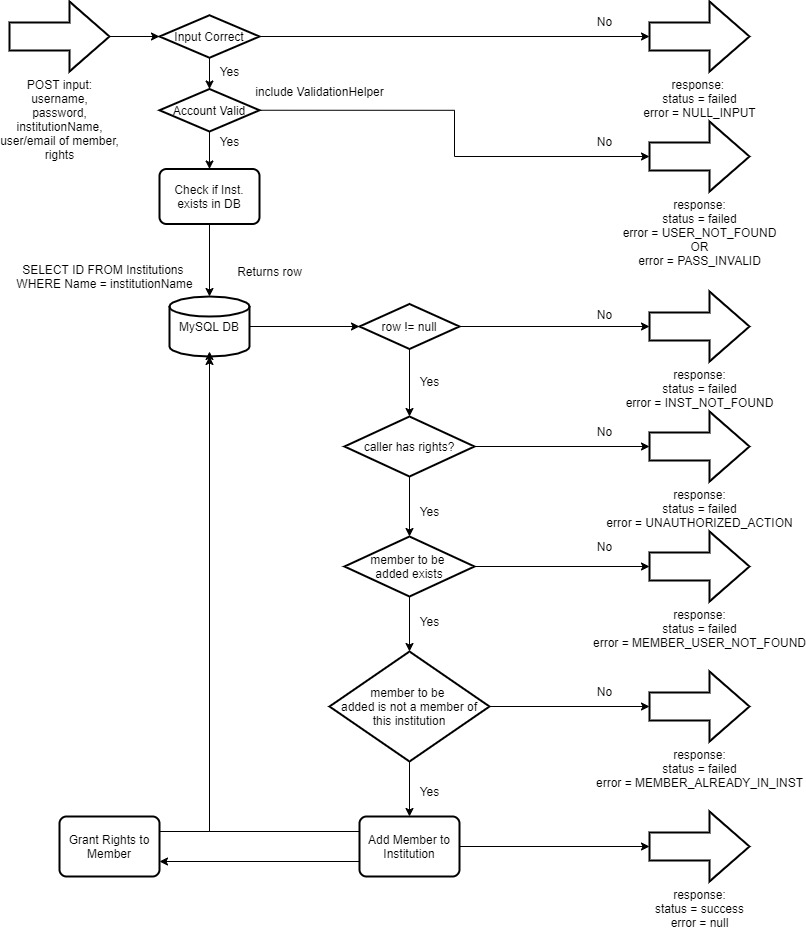 Input Correct
No
POST input:
username,
password,
institutionName,
user/email of member,
rights
Yes
response:
status = failed
error = NULL_INPUT
include ValidationHelper
Account Valid
No
Yes
response:
status = failed
error = USER_NOT_FOUND
OR
error = PASS_INVALID
Check if Inst.
exists in DB
SELECT ID FROM Institutions
WHERE Name = institutionName
Returns row
MySQL DB
row != null
No
Yes
response:
status = failed
error = INST_NOT_FOUND
caller has rights?
No
Yes
response:
status = failed
error = UNAUTHORIZED_ACTION
member to be
added exists
No
Yes
response:
status = failed
error = MEMBER_USER_NOT_FOUND
member to be
added is not a member of
this institution
No
Yes
response:
status = failed
error = MEMBER_ALREADY_IN_INST
Grant Rights to
Member
Add Member to
Institution
response:
status = success
error = null